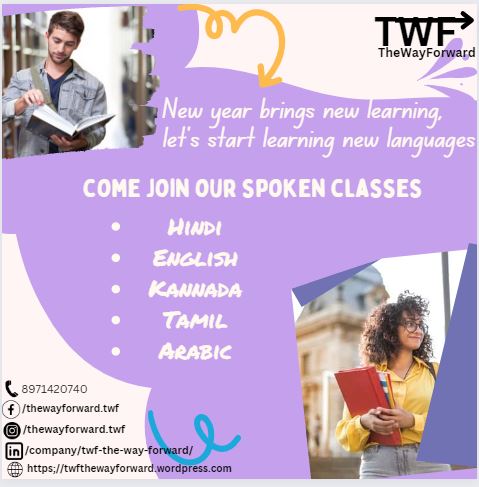 TWF
TheWayForward
New year brings new learning,
let's start learning new languages
COME JOIN OUR SPOKEN CLASSES
• HINDI
• ENGLISH
• KANNADA
• TAMIL
• ARABIC
8971420740
/thewayforward.twf
/thewayforward.twf
/company/twf-the-way-forward/
https://twfthewayforward.wordpress.com